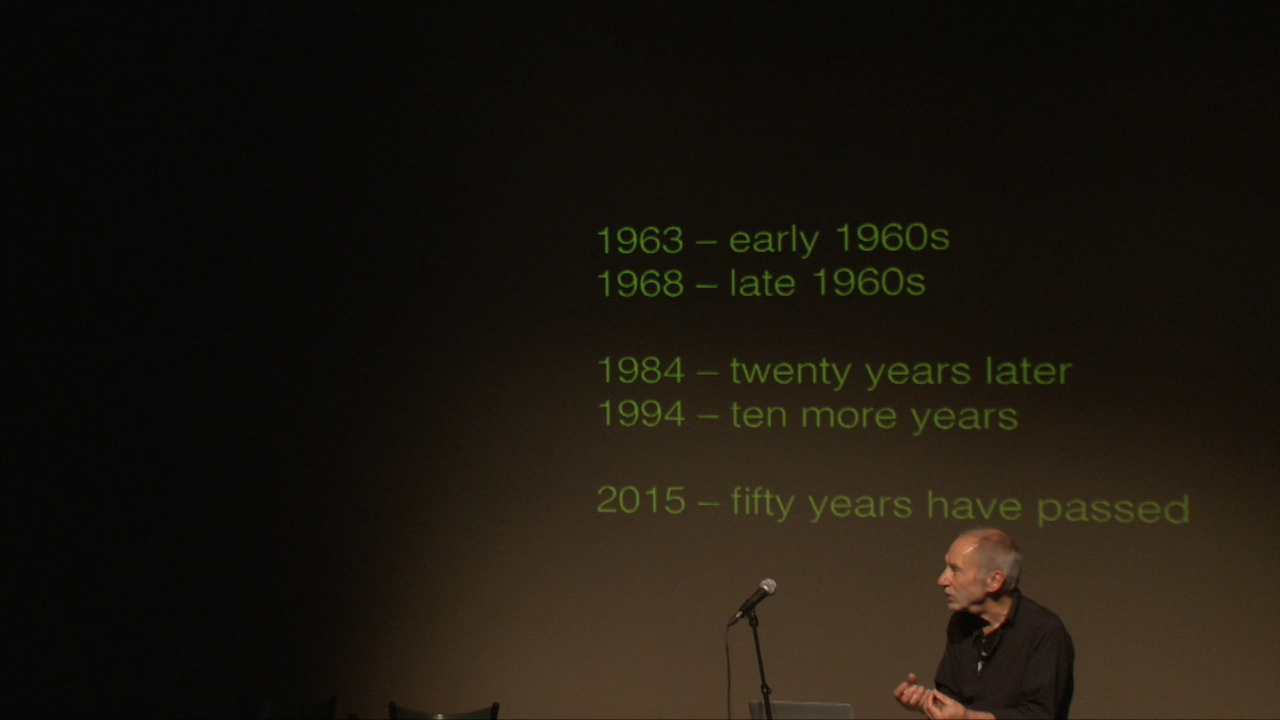 1963 – early 1960s
1968 – late 1960s
1984 – twenty years later
1994 – ten more years
2015 – fifty years have passed